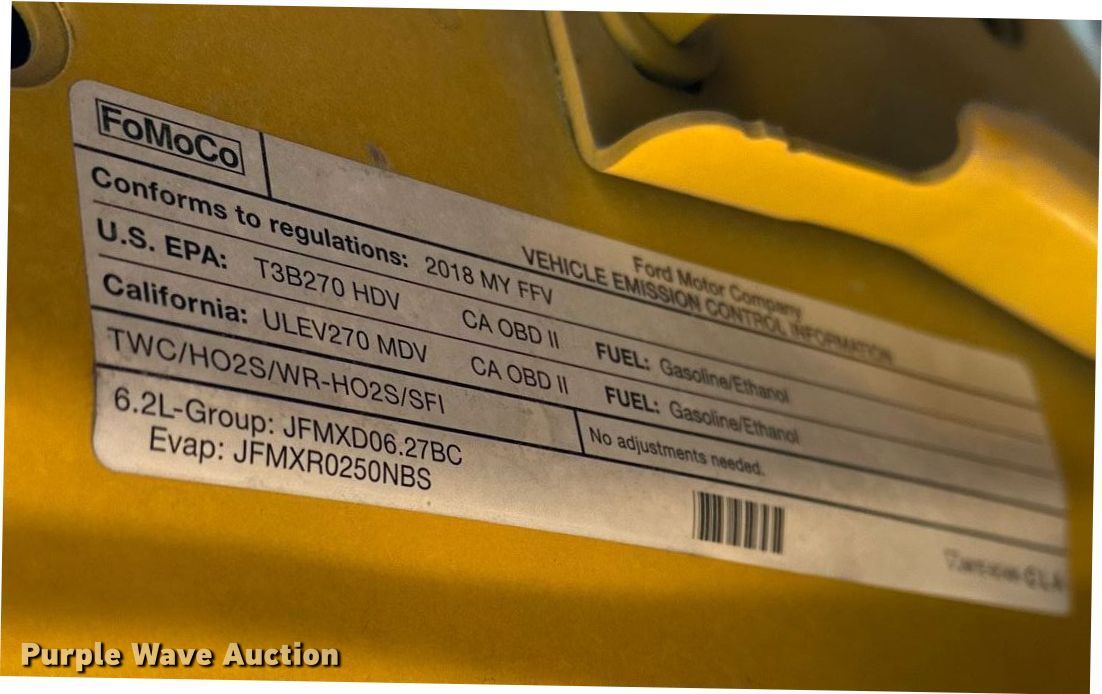 FoMoCo
Ford Motor Company
VEHICLE EMISSION CONTROL INFORMATION
Conforms to regulations: 2018 MY FFV
U.S. EPA: T3B270 HDV CA OBD II FUEL: Gasoline/Ethanol
California: ULEV270 MDV CA OBD II FUEL: Gasoline/Ethanol
TWC/HO2S/WR-HO2S/SFI No adjustments needed.
6.2L-Group: JFMXD06.27BC
Evap: JFMXR0250NBS
Purple Wave Auction